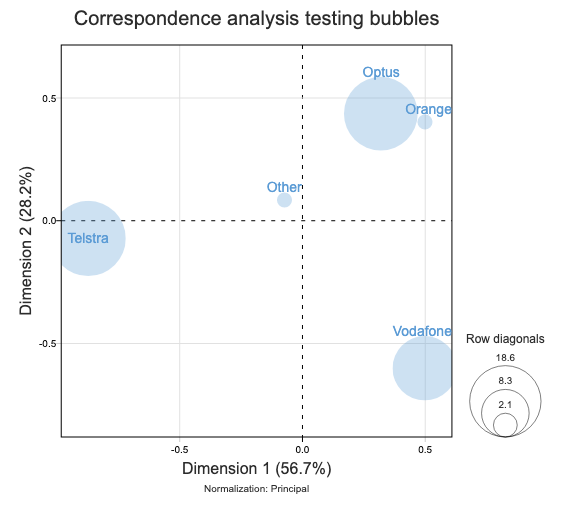 Correspondence analysis testing bubbles
Optus
0.5
Orange
Other
0.0
Telstra
Dimension 2 (28.2%)
Vodafone
-0.5
Row diagonals
18.6
8.3
2.1
-0.5 0.0 0.5
Dimension 1 (56.7%)
Normalization: Principal